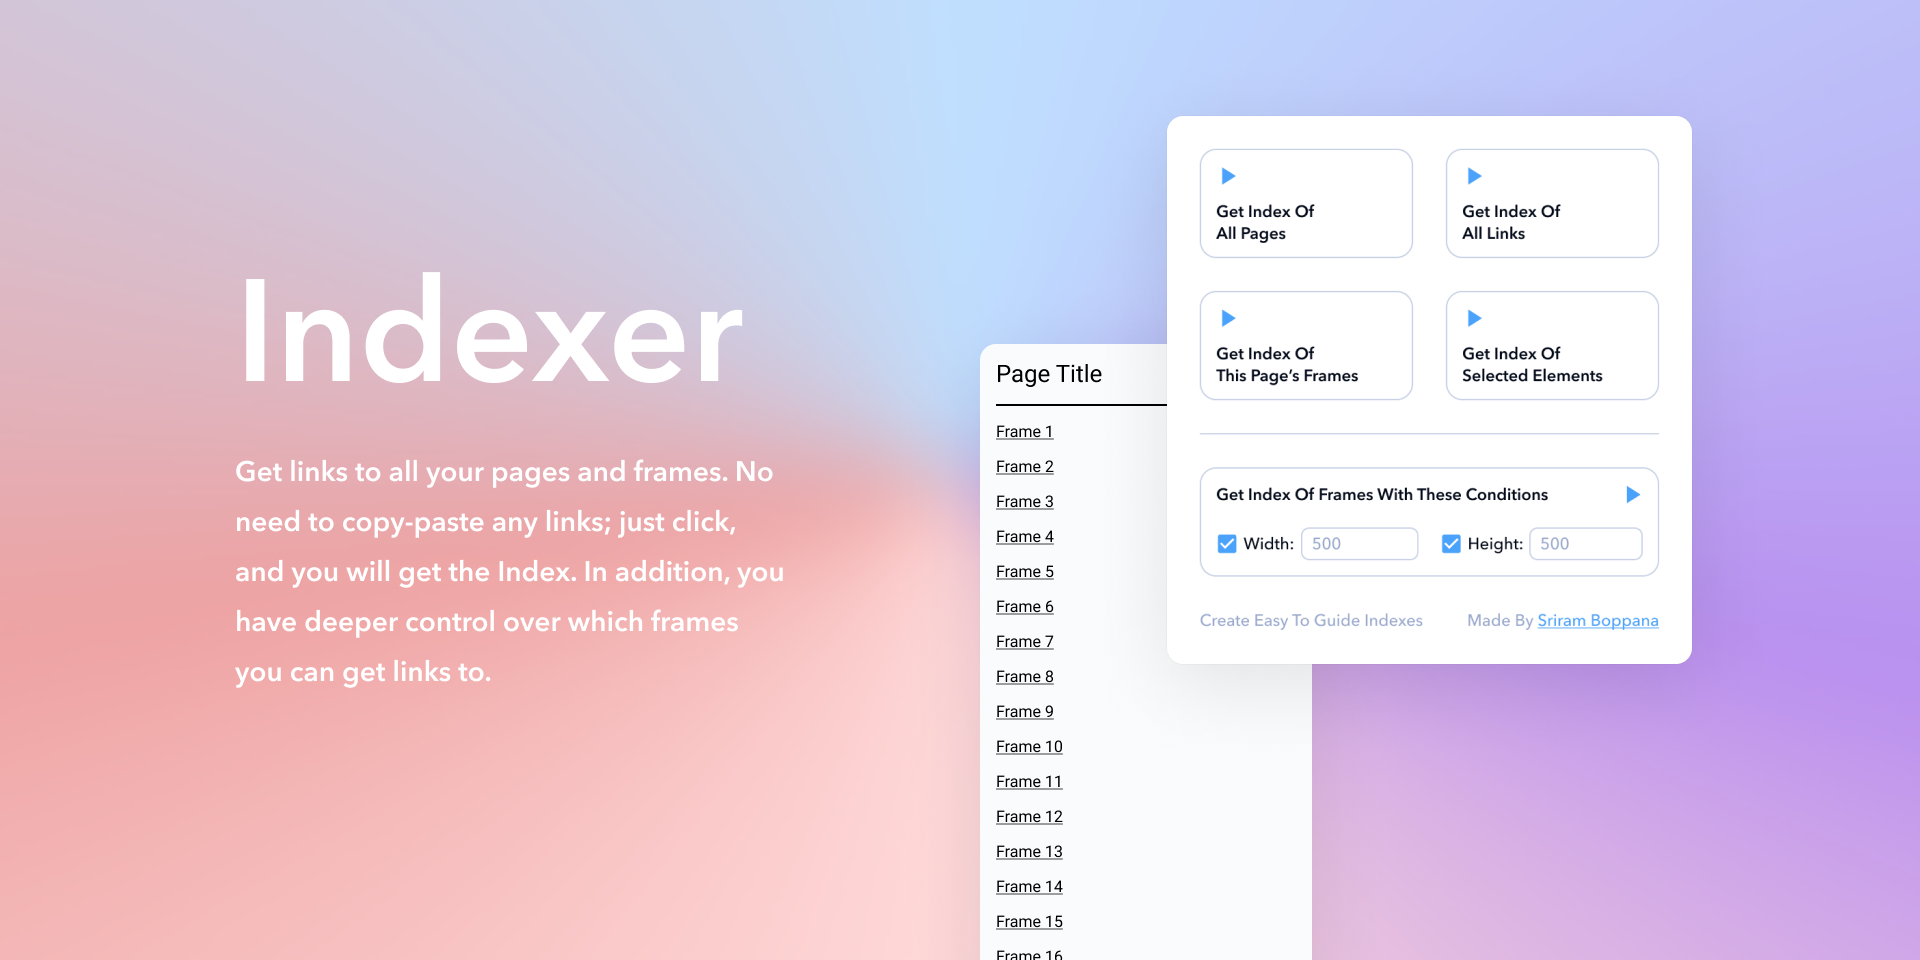 Indexer
Get links to all your pages and frames. No
need to copy-paste any links; just click,
and you will get the Index. In addition, you
have deeper control over which frames
you can get links to.
Page Title
Frame 1
Frame 2
Frame 3
Frame 4
Frame 5
Frame 6
Frame 7
Frame 8
Frame 9
Frame 10
Frame 11
Frame 12
Frame 13
Frame 14
Frame 15
Frame 16
Get Index Of
All Pages
Get Index Of
All Links
Get Index Of
This Page’s Frames
Get Index Of
Selected Elements
Get Index Of Frames With These Conditions
Width: 500 Height: 500
Create Easy To Guide Indexes Made By Sriram Boppana